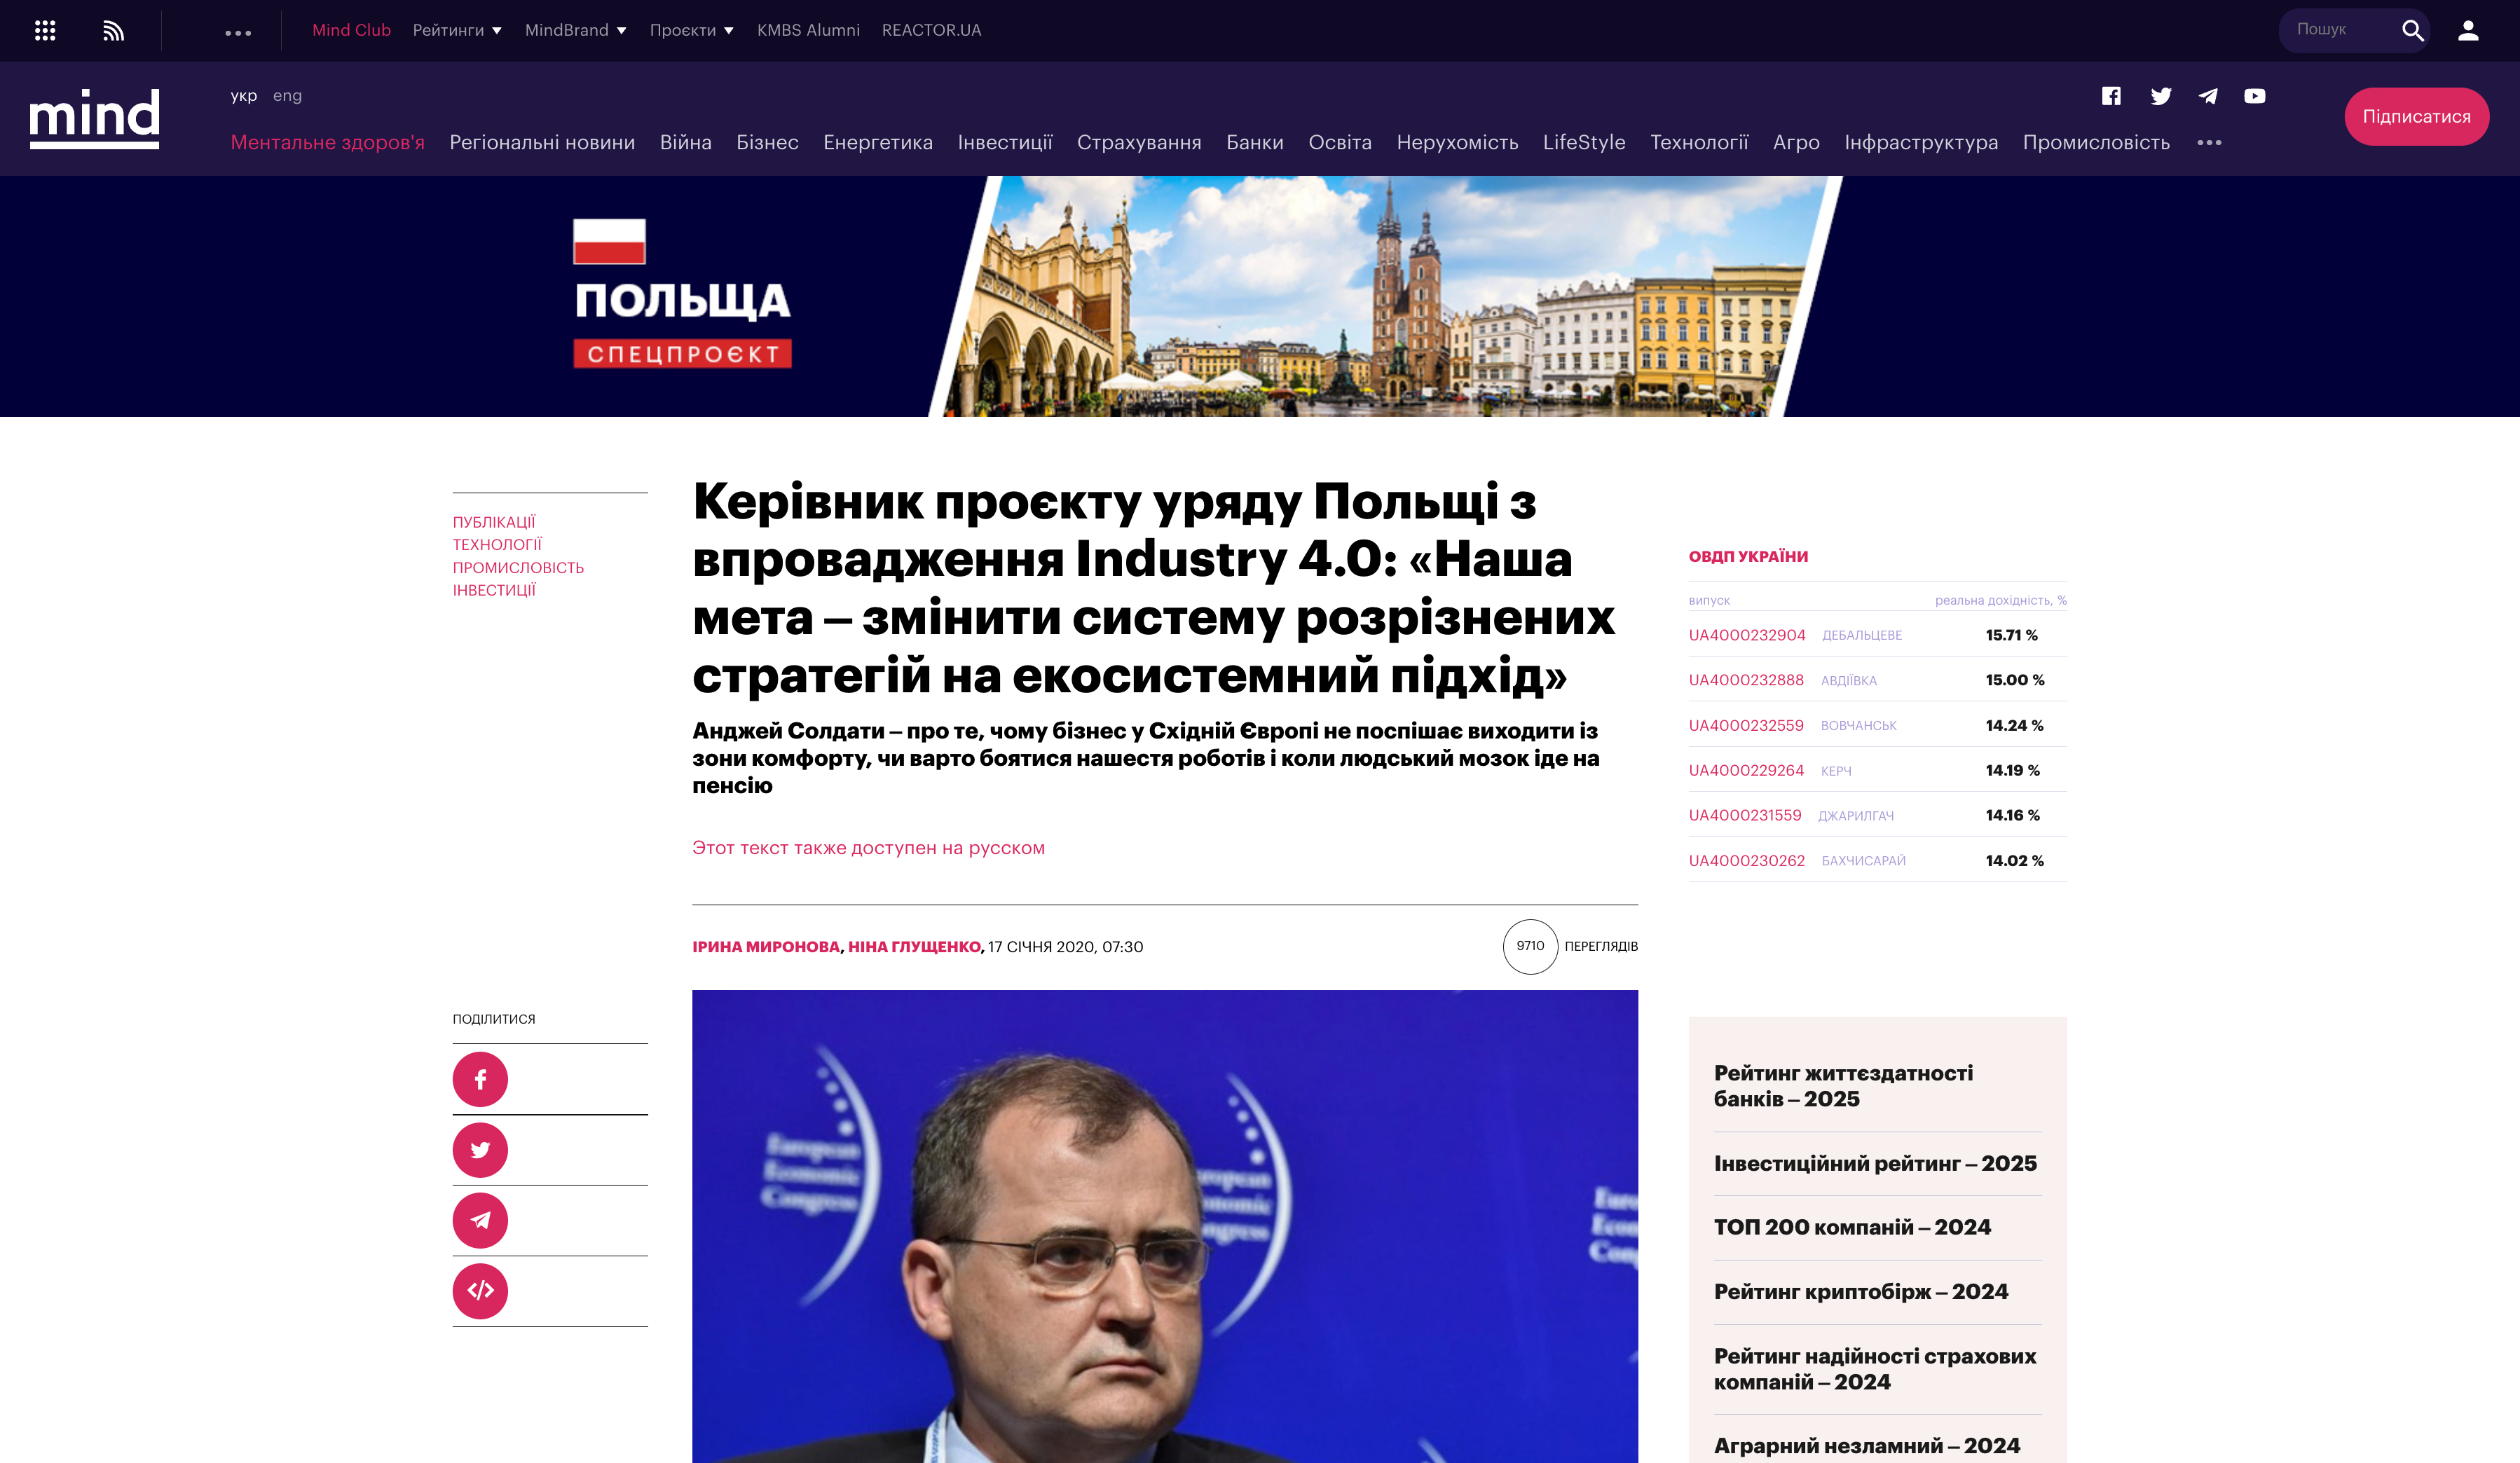 Mind Club Рейтинги MindBrand Проєкти KMBS Alumni REACTOR.UA Пошук
mind
укр eng
Підписатися
Ментальне здоров'я Регіональні новини Війна Бізнес Енергетика Інвестиції Страхування Банки Освіта Нерухомість LifeStyle Технології Агро Інфраструктура Промисловість
ПОЛЬЩА
СПЕЦПРОЄКТ
ПУБЛІКАЦІЇ
ТЕХНОЛОГІЇ
ПРОМИСЛОВІСТЬ
ІНВЕСТИЦІЇ
Керівник проєкту уряду Польщі з
впровадження Industry 4.0: «Наша
мета – змінити систему розрізнених
стратегій на екосистемний підхід»
Анджей Солдати – про те, чому бізнес у Східній Європі не поспішає виходити із
зони комфорту, чи варто боятися нашестя роботів і коли людський мозок іде на
пенсію
Этот текст также доступен на русском
ІРИНА МИРОНОВА, НІНА ГЛУЩЕНКО, 17 СІЧНЯ 2020, 07:30
9710 ПЕРЕГЛЯДІВ
ПОДІЛИТИСЯ
European
Economic
Congress
European
Economic
Congress
ОВДП УКРАЇНИ
випуск реальна дохідність, %
UA4000232904 ДЕБАЛЬЦЕВЕ 15.71 %
UA4000232888 АВДІЇВКА 15.00 %
UA4000232559 ВОВЧАНСЬК 14.24 %
UA4000229264 КЕРЧ 14.19 %
UA4000231559 ДЖАРИЛГАЧ 14.16 %
UA4000230262 БАХЧИСАРАЙ 14.02 %
Рейтинг життєздатності
банків – 2025
Інвестиційний рейтинг – 2025
ТОП 200 компаній – 2024
Рейтинг криптобірж – 2024
Рейтинг надійності страхових
компаній – 2024
Аграрний незламний – 2024